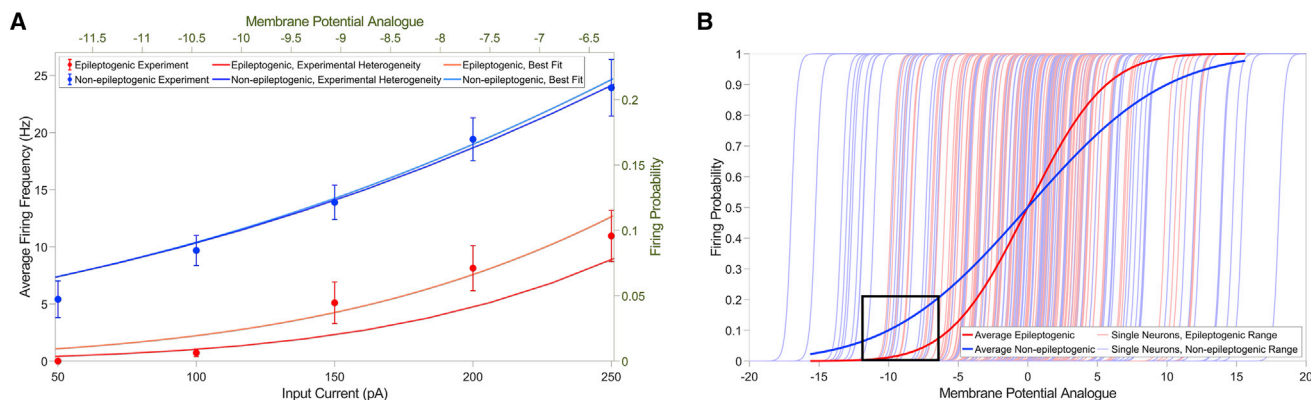 A
Membrane Potential Analogue
-11.5 -11 -10.5 -10 -9.5 -9 -8.5 -8 -7.5 -7 -6.5
Epileptogenic Experiment Epileptogenic, Experimental Heterogeneity Epileptogenic, Best Fit
Non-epileptogenic Experiment Non-epileptogenic, Experimental Heterogeneity Non-epileptogenic, Best Fit
25
20
15
10
5
0
Average Firing Frequency (Hz)
0.2
0.15
0.1
0.05
0
Firing Probability
50 100 150 200 250
Input Current (pA)
B
1
0.9
0.8
0.7
0.6
0.5
0.4
0.3
0.2
0.1
0
Firing Probability
Average Epileptogenic Single Neurons, Epileptogenic Range
Average Non-epileptogenic Single Neurons, Non-epileptogenic Range
-20 -15 -10 -5 0 5 10 15 20
Membrane Potential Analogue